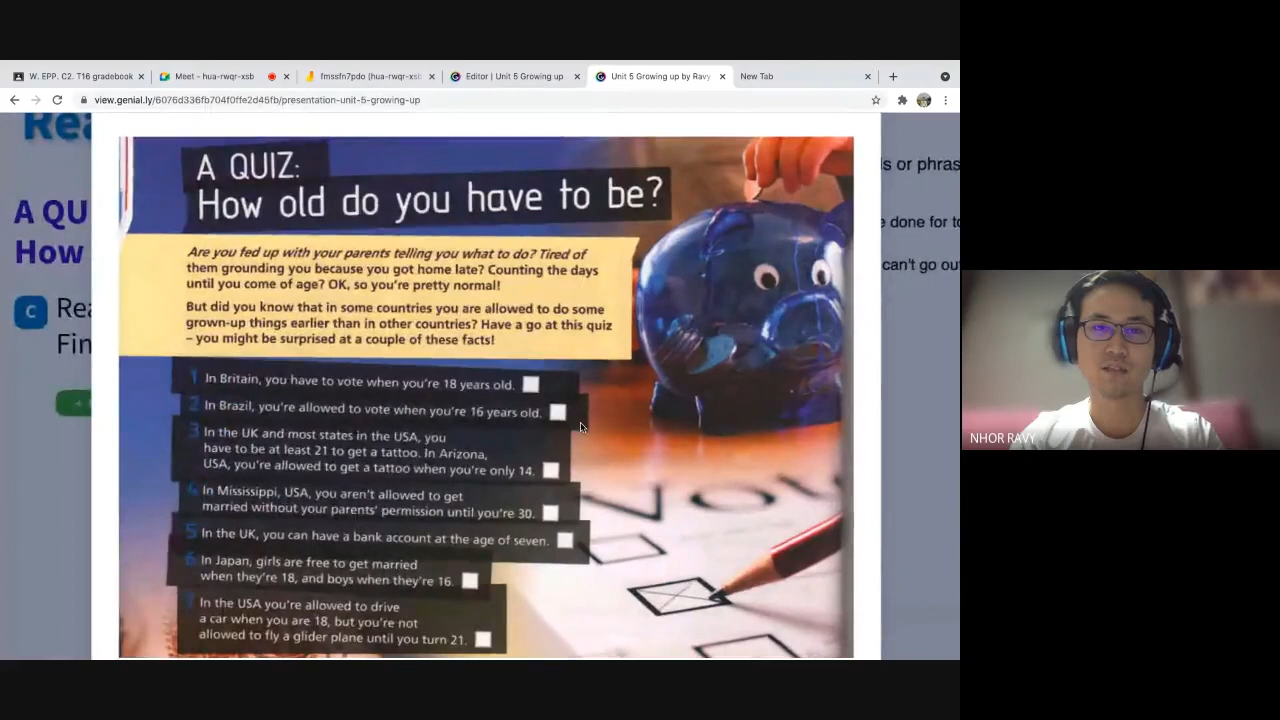 W. EPP. C2. T16 gradebook
Meet - hua-rwqr-xsb
fmssfn7pdo (hua-rwqr-xsb
Editor | Unit 5 Growing up
Unit 5 Growing up by Ravy
New Tab
view.genial.ly/6076d336fb704f0ffe2d45fb/presentation-unit-5-growing-up
A QU
How
C
Rea
Fin
A QUIZ:
How old do you have to be?
Are you fed up with your parents telling you what to do? Tired of
them grounding you because you got home late? Counting the days
until you come of age? OK, so you're pretty normal!
But did you know that in some countries you are allowed to do some
grown-up things earlier than in other countries? Have a go at this quiz
– you might be surprised at a couple of these facts!
1 In Britain, you have to vote when you're 18 years old.
2 In Brazil, you're allowed to vote when you're 16 years old.
3 In the UK and most states in the USA, you
have to be at least 21 to get a tattoo. In Arizona,
USA, you're allowed to get a tattoo when you're only 14.
4 In Mississippi, USA, you aren't allowed to get
married without your parents' permission until you're 30.
5 In the UK, you can have a bank account at the age of seven.
6 In Japan, girls are free to get married
when they're 18, and boys when they're 16.
7 In the USA you're allowed to drive
a car when you are 18, but you're not
allowed to fly a glider plane until you turn 21.
ls or phras
e done for to
can't go out
NHOR RAVY